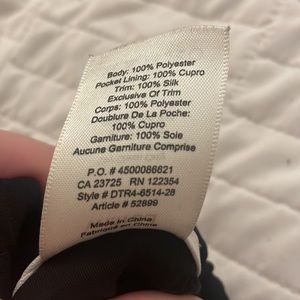 Body: 100% Polyester
Pocket Lining: 100% Cupro
Trim: 100% Silk
Exclusive Of Trim
Corps: 100% Polyester
Doublure De La Poche:
100% Cupro
Garniture: 100% Soie
Aucune Garniture Comprise
P.O. # 4500086621
CA 23725 RN 122354
Style # DTR4-6514-28
Article # 52899
Made in China
Fabriqué en Chine